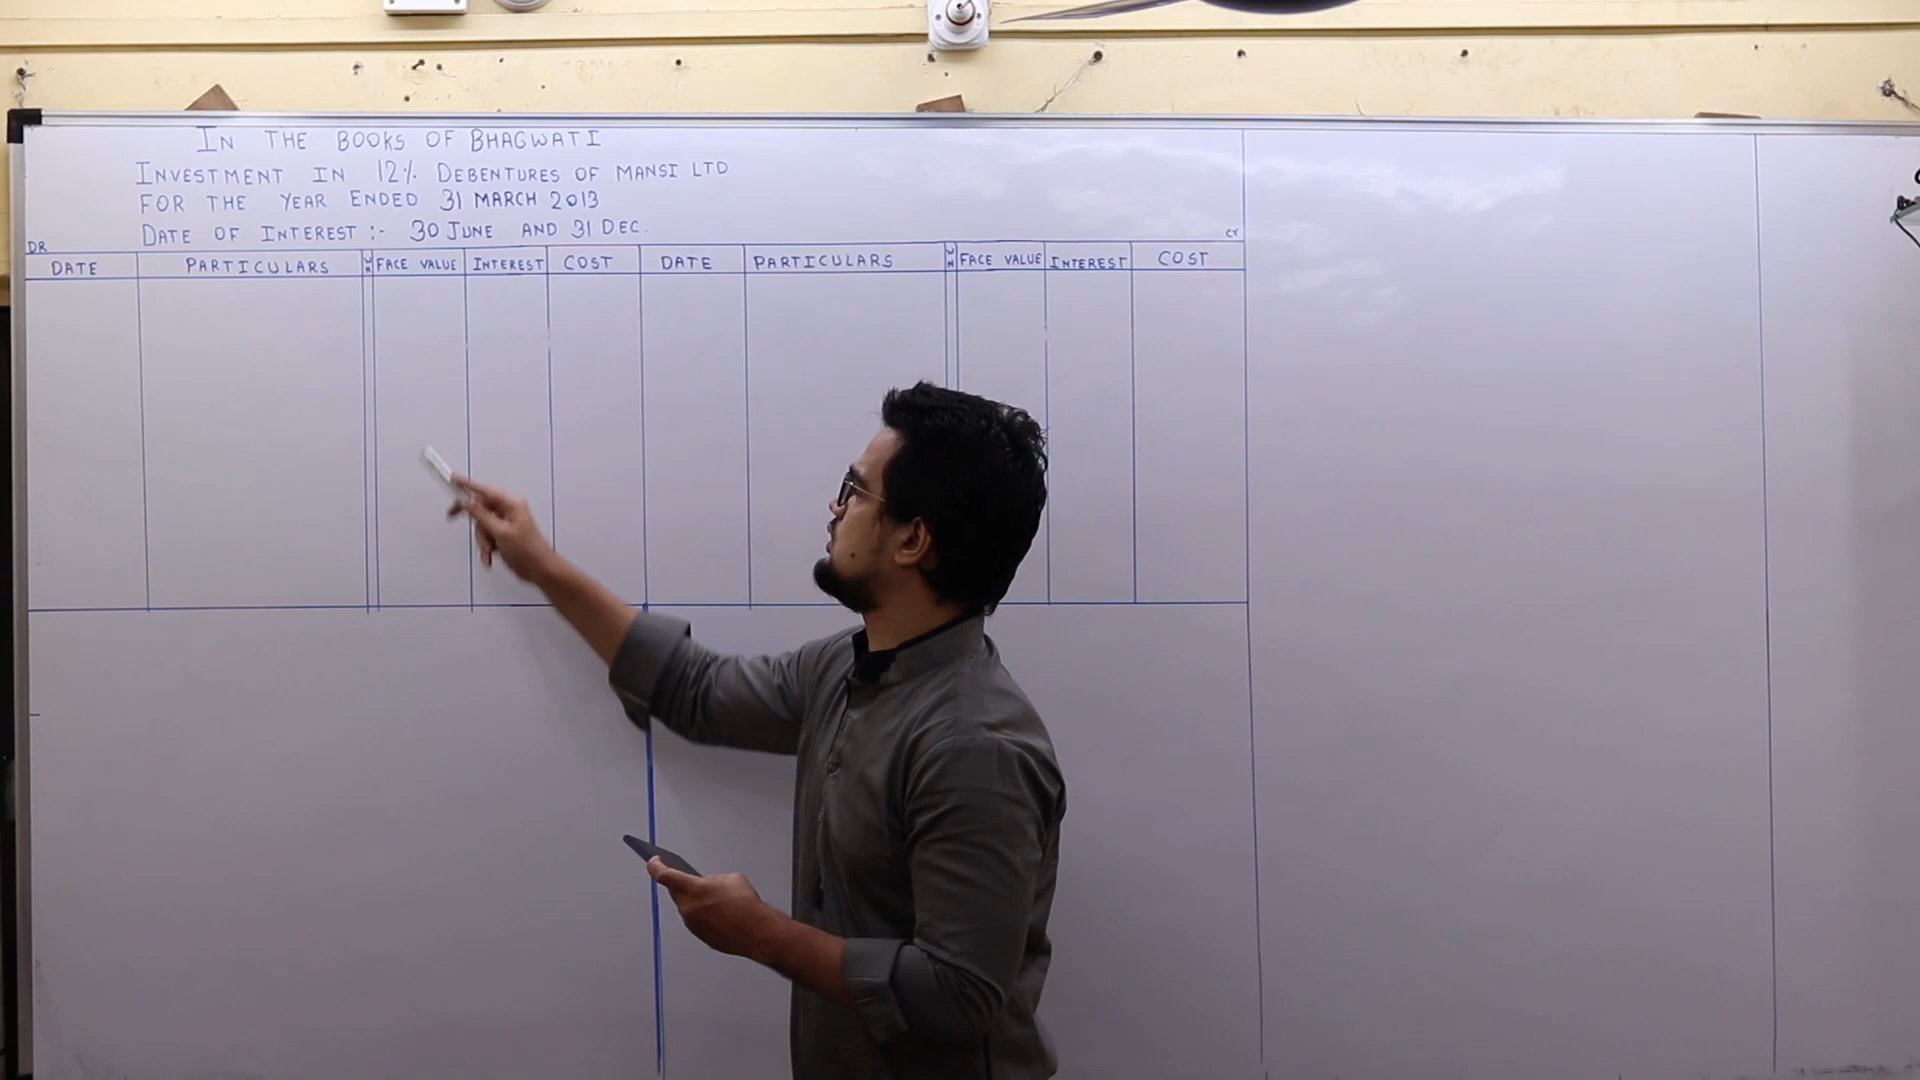 IN THE BOOKS OF BHAGWATI
INVESTMENT IN 12% DEBENTURES OF MANSI LTD
FOR THE YEAR ENDED 31 MARCH 2013
DATE OF INTEREST :- 30 JUNE AND 31 DEC.
DR CR
DATE PARTICULARS FACE VALUE INTEREST COST DATE PARTICULARS FACE VALUE INTEREST COST